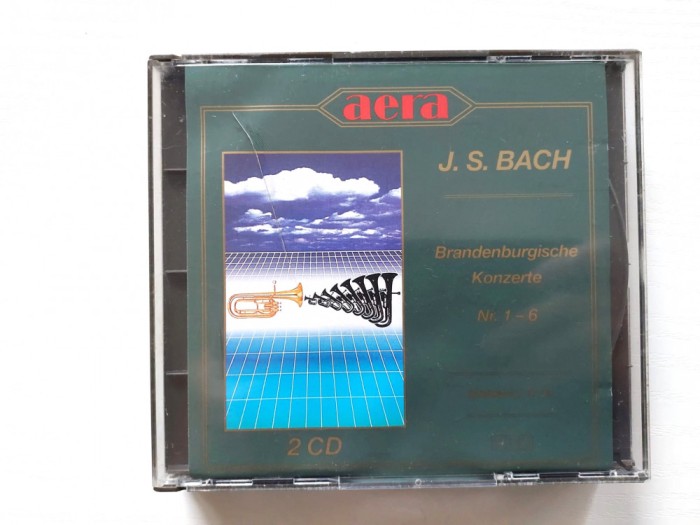 aera
J. S. BACH
Brandenburgische
Konzerte
Nr. 1 – 6
2 CD